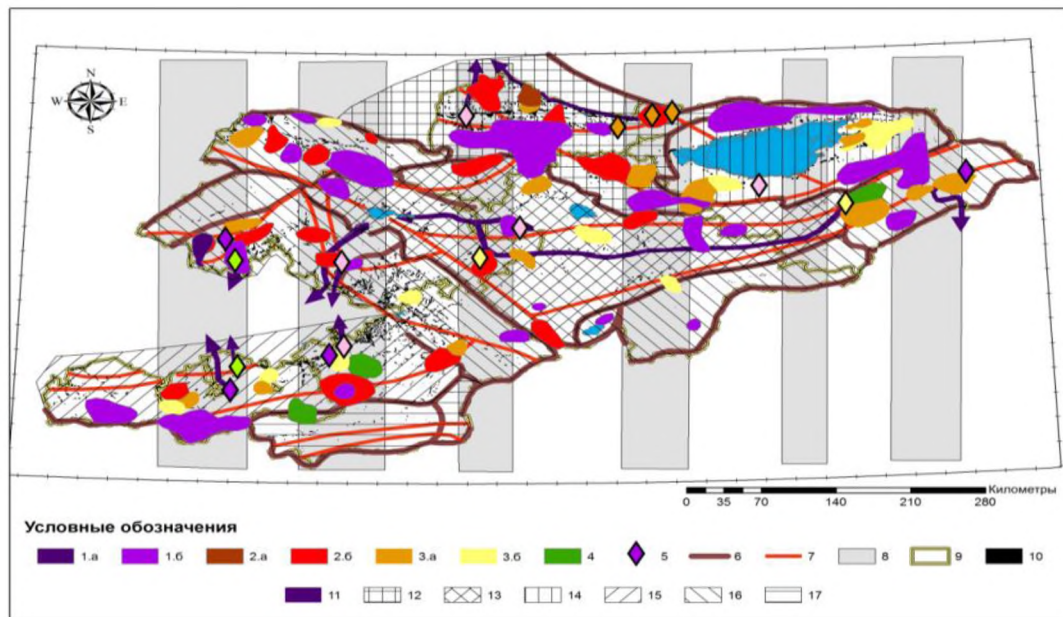 N
W E
S
Километры
0 35 70 140 210 280
Условные обозначения
1.а 1.б 2.а 2.б 3.а 3.б 4 5 6 7 8 9 10
11 12 13 14 15 16 17